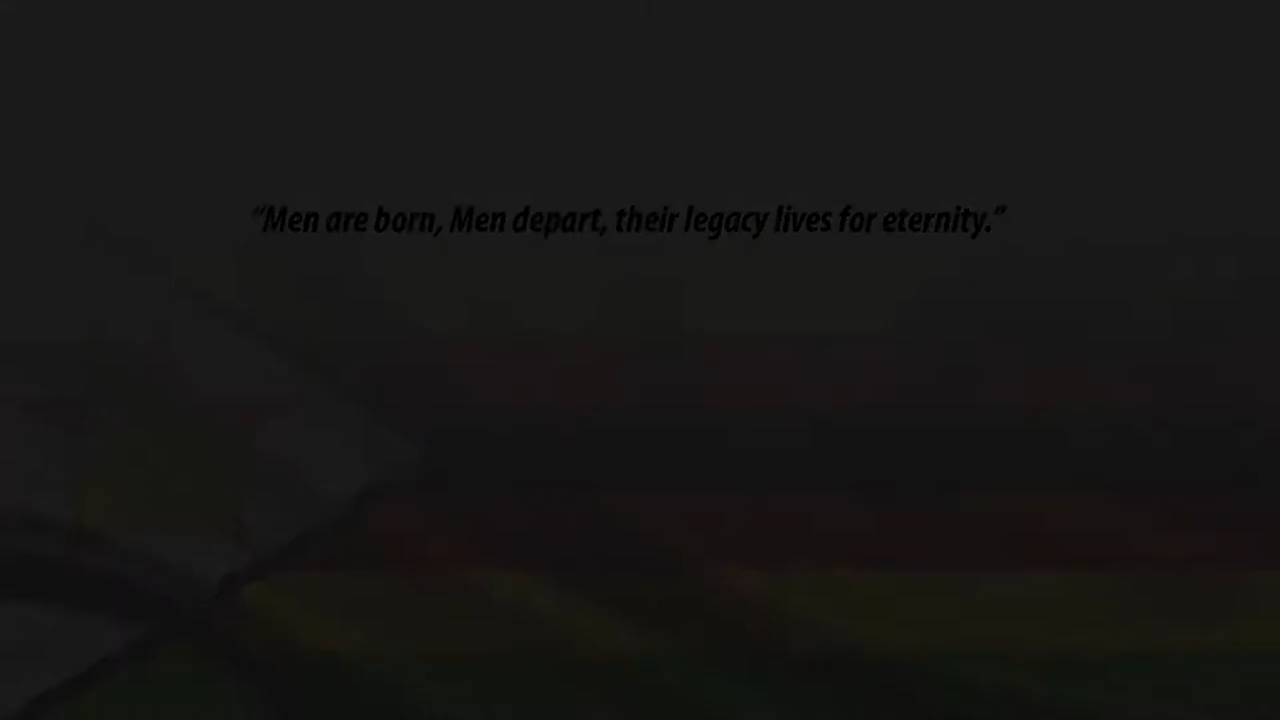 “Men are born, Men depart, their legacy lives for eternity.”